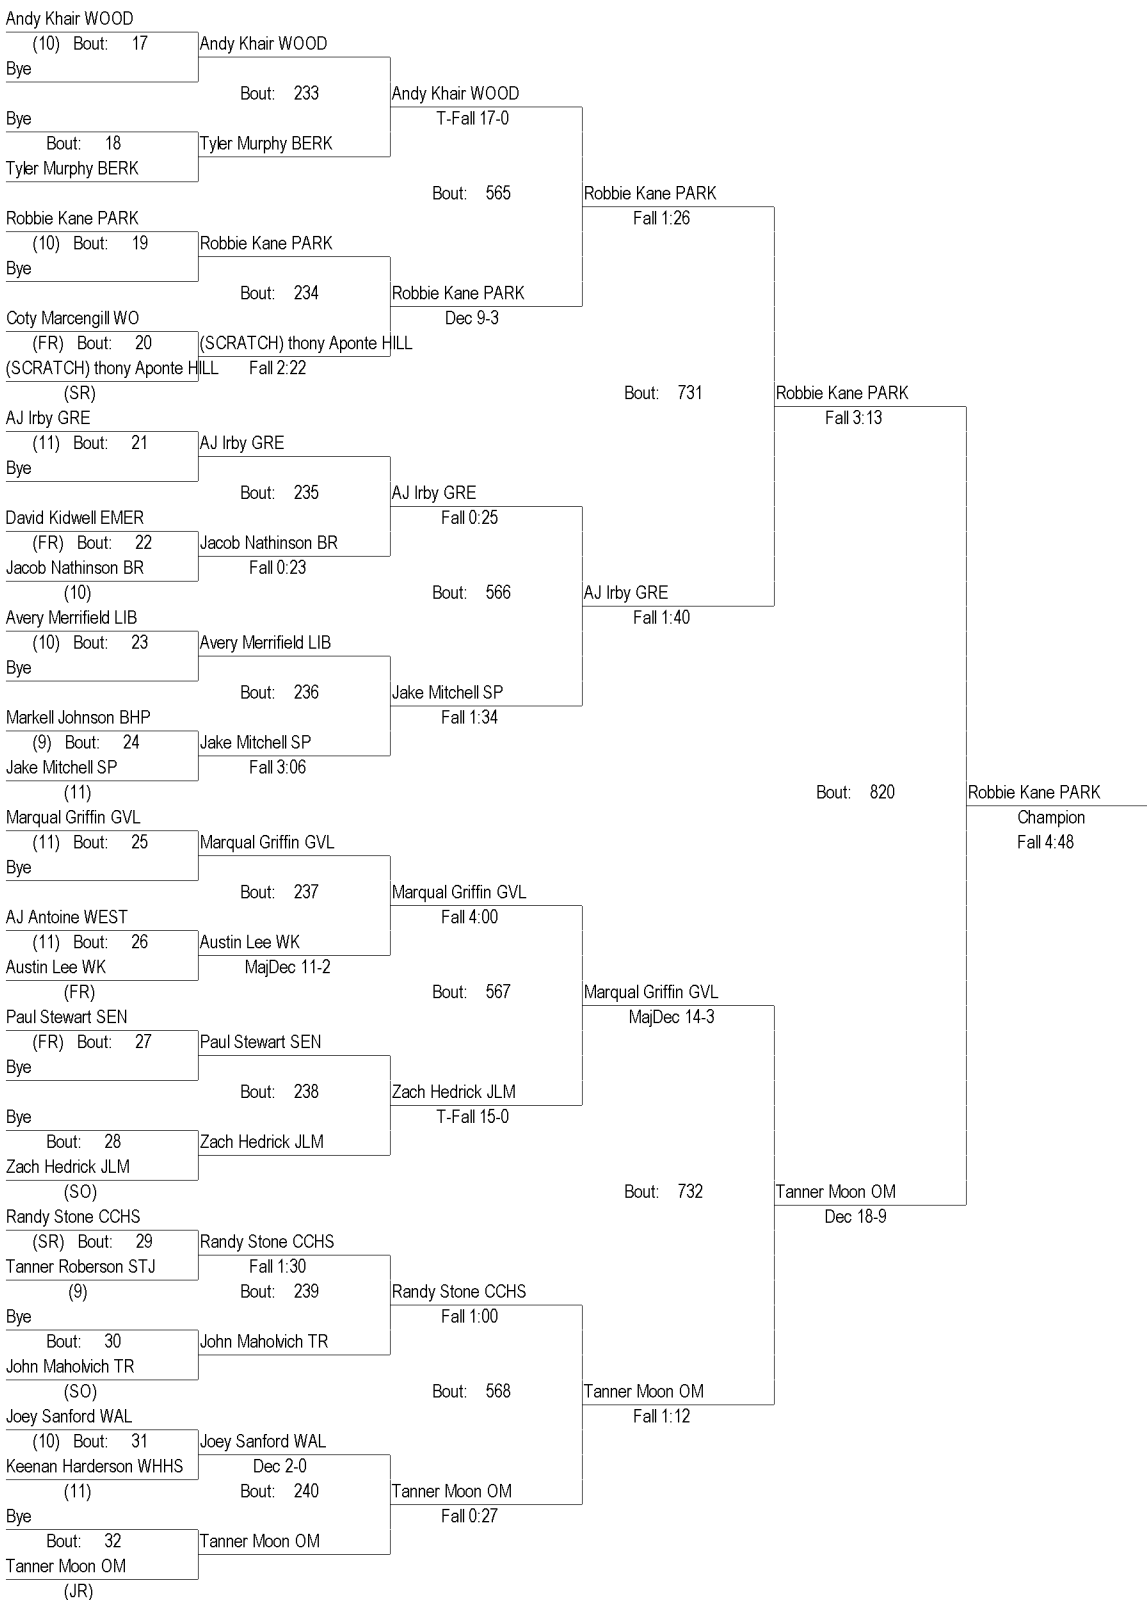 Andy Khair WOOD
(10) Bout: 17 Andy Khair WOOD
Bye
Bout: 233 Andy Khair WOOD
Bye T-Fall 17-0
Bout: 18 Tyler Murphy BERK
Tyler Murphy BERK
Bout: 565 Robbie Kane PARK
Robbie Kane PARK Fall 1:26
(10) Bout: 19 Robbie Kane PARK
Bye
Bout: 234 Robbie Kane PARK
Coty Marcengill WO Dec 9-3
(FR) Bout: 20 (SCRATCH) thony Aponte HILL
(SCRATCH) thony Aponte HILL Fall 2:22
(SR) Bout: 731 Robbie Kane PARK
AJ Irby GRE Fall 3:13
(11) Bout: 21 AJ Irby GRE
Bye
Bout: 235 AJ Irby GRE
David Kidwell EMER Fall 0:25
(FR) Bout: 22 Jacob Nathinson BR
Jacob Nathinson BR Fall 0:23
(10) Bout: 566 AJ Irby GRE
Avery Merrifield LIB Fall 1:40
(10) Bout: 23 Avery Merrifield LIB
Bye
Bout: 236 Jake Mitchell SP
Markell Johnson BHP Fall 1:34
(9) Bout: 24 Jake Mitchell SP
Jake Mitchell SP Fall 3:06
(11) Bout: 820 Robbie Kane PARK
Marqual Griffin GVL Champion
(11) Bout: 25 Marqual Griffin GVL Fall 4:48
Bye
Bout: 237 Marqual Griffin GVL
AJ Antoine WEST Fall 4:00
(11) Bout: 26 Austin Lee WK
Austin Lee WK MajDec 11-2
(FR) Bout: 567 Marqual Griffin GVL
Paul Stewart SEN MajDec 14-3
(FR) Bout: 27 Paul Stewart SEN
Bye
Bout: 238 Zach Hedrick JLM
Bye T-Fall 15-0
Bout: 28 Zach Hedrick JLM
Zach Hedrick JLM
(SO) Bout: 732 Tanner Moon OM
Randy Stone CCHS Dec 18-9
(SR) Bout: 29 Randy Stone CCHS
Tanner Roberson STJ Fall 1:30
(9) Bout: 239 Randy Stone CCHS
Bye Fall 1:00
Bout: 30 John Maholvich TR
John Maholvich TR
(SO) Bout: 568 Tanner Moon OM
Joey Sanford WAL Fall 1:12
(10) Bout: 31 Joey Sanford WAL
Keenan Harderson WHHS Dec 2-0
(11) Bout: 240 Tanner Moon OM
Bye Fall 0:27
Bout: 32 Tanner Moon OM
Tanner Moon OM
(JR)